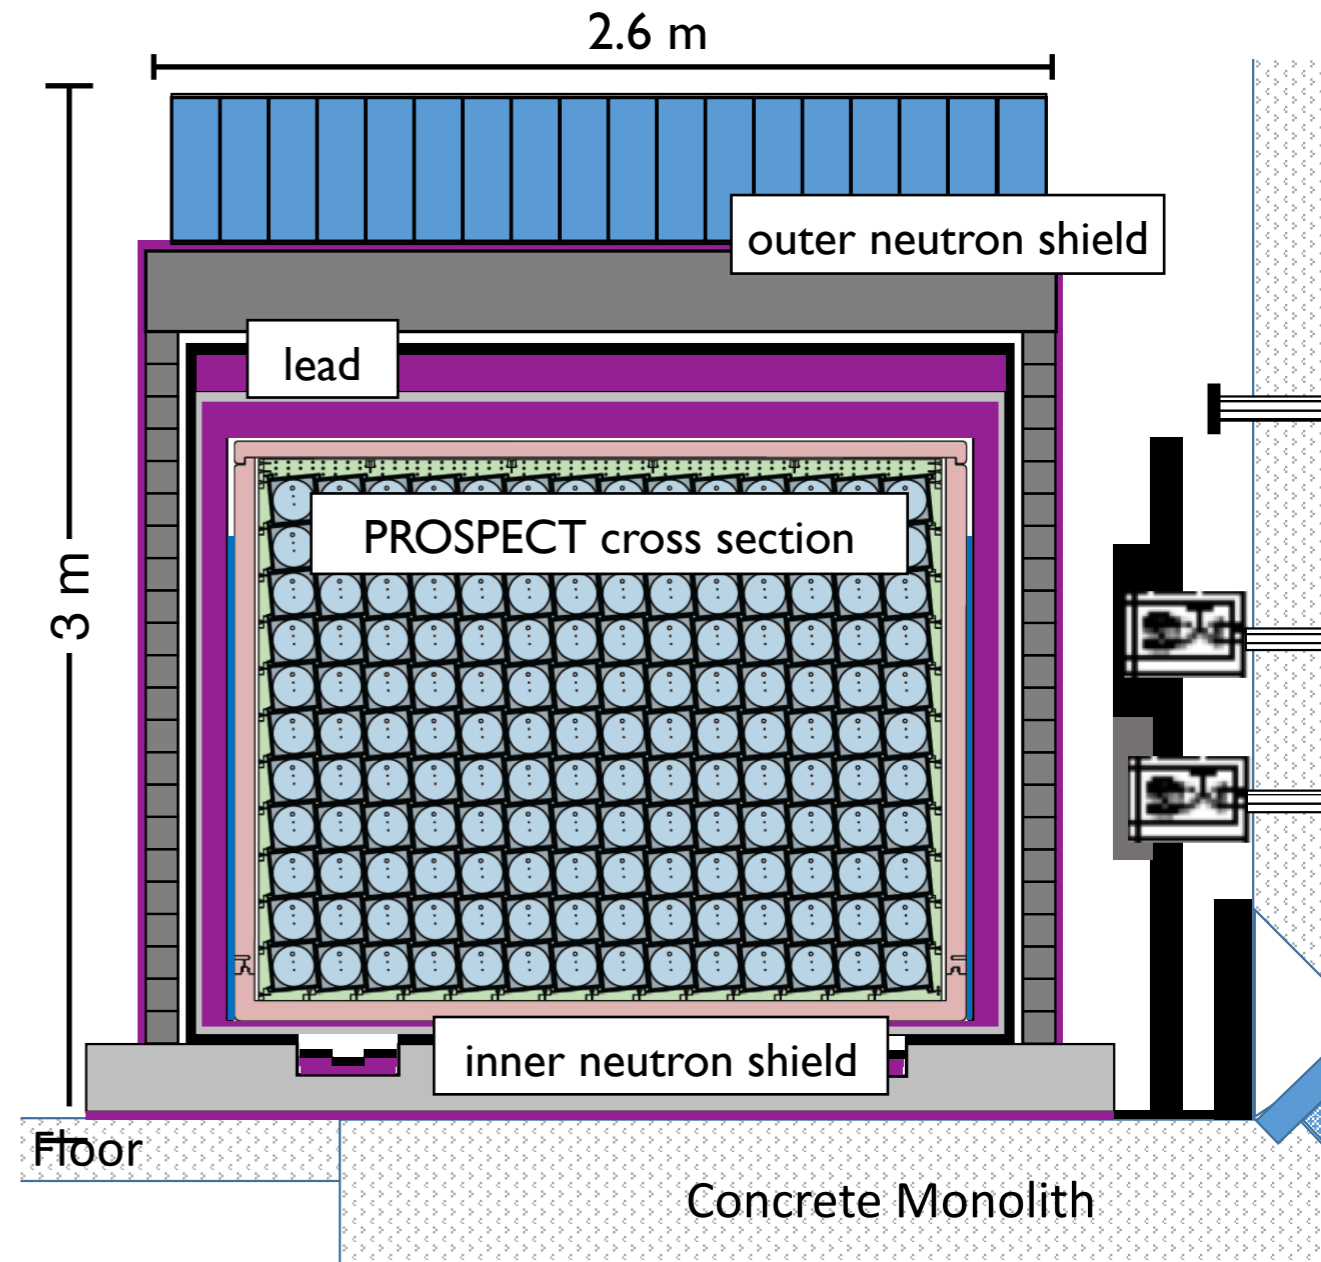 2.6 m
outer neutron shield
lead
PROSPECT cross section
3 m
inner neutron shield
Floor
Concrete Monolith